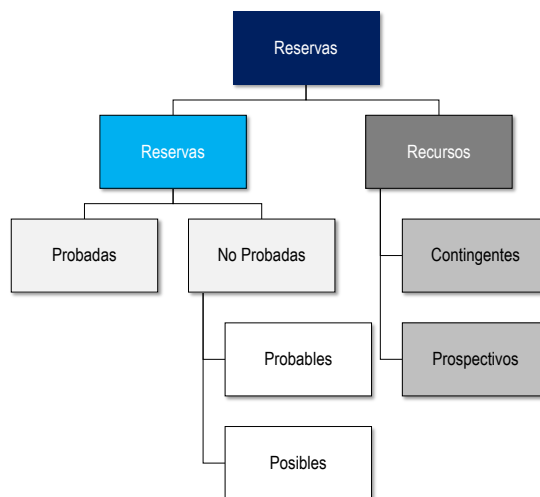 Reservas
Reservas
Recursos
Probadas
No Probadas
Contingentes
Probables
Prospectivos
Posibles